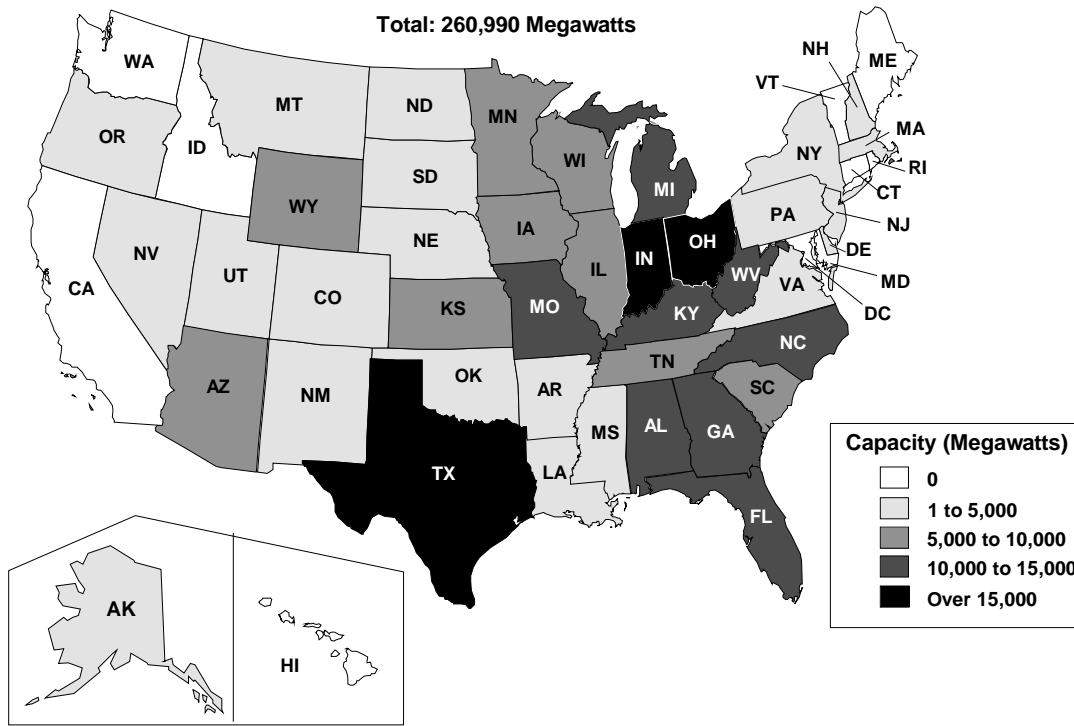 Total: 260,990 Megawatts
WA
MT
ND
MN
NH
ME
VT
OR
ID
SD
WI
MI
NY
MA
RI
CT
WY
NE
IA
PA
NJ
NV
UT
CO
KS
MO
IL
IN
OH
WV
VA
DE
MD
DC
CA
KY
NC
AZ
NM
OK
AR
TN
SC
TX
LA
MS
AL
GA
FL
Capacity (Megawatts)
0
1 to 5,000
5,000 to 10,000
10,000 to 15,000
Over 15,000
AK
HI